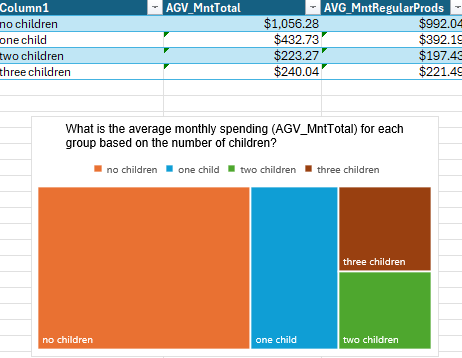 Column1 AGV_MntTotal AVG_MntRegularProds
no children $1,056.28 $992.04
one child $432.73 $392.19
two children $223.27 $197.43
three children $240.04 $221.49
What is the average monthly spending (AGV_MntTotal) for each
group based on the number of children?
no children one child two children three children
three children
no children one child two children